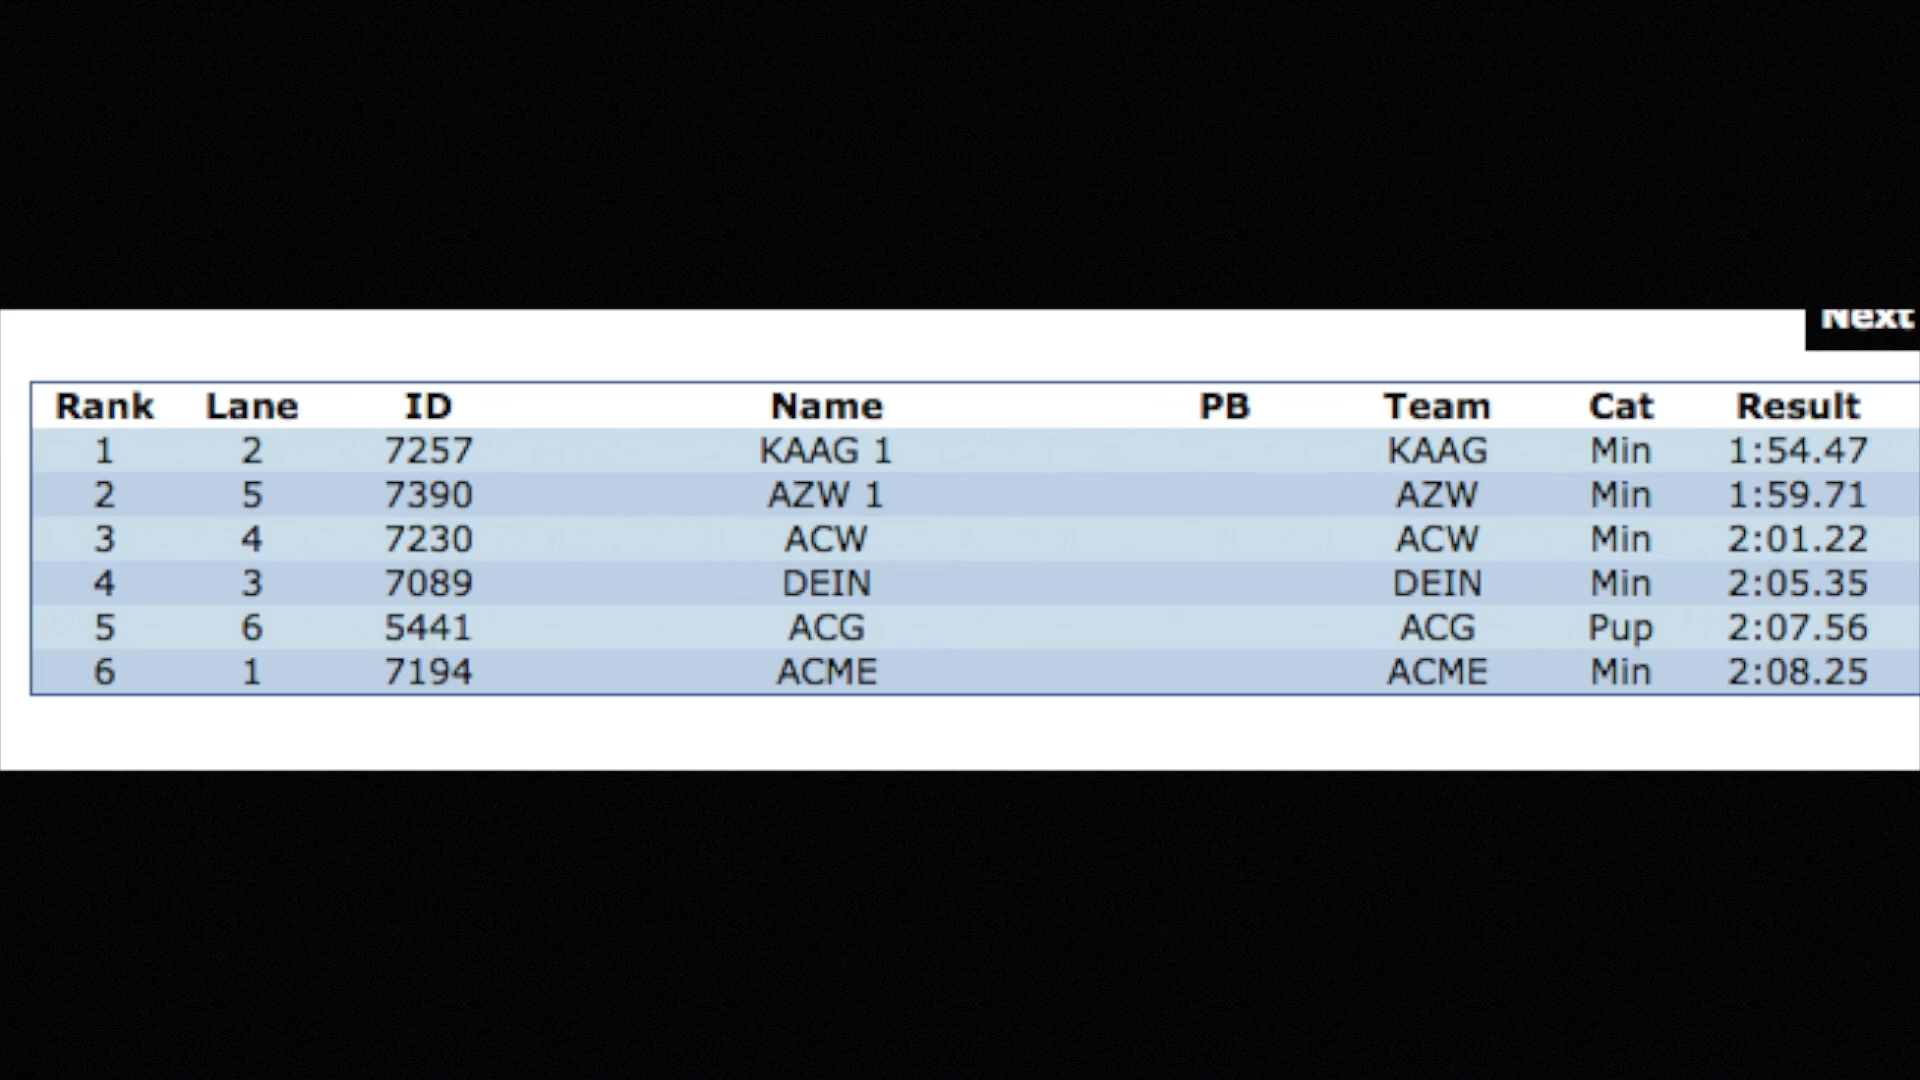 Next
Rank Lane ID Name PB Team Cat Result
1 2 7257 KAAG 1 KAAG Min 1:54.47
2 5 7390 AZW 1 AZW Min 1:59.71
3 4 7230 ACW ACW Min 2:01.22
4 3 7089 DEIN DEIN Min 2:05.35
5 6 5441 ACG ACG Pup 2:07.56
6 1 7194 ACME ACME Min 2:08.25